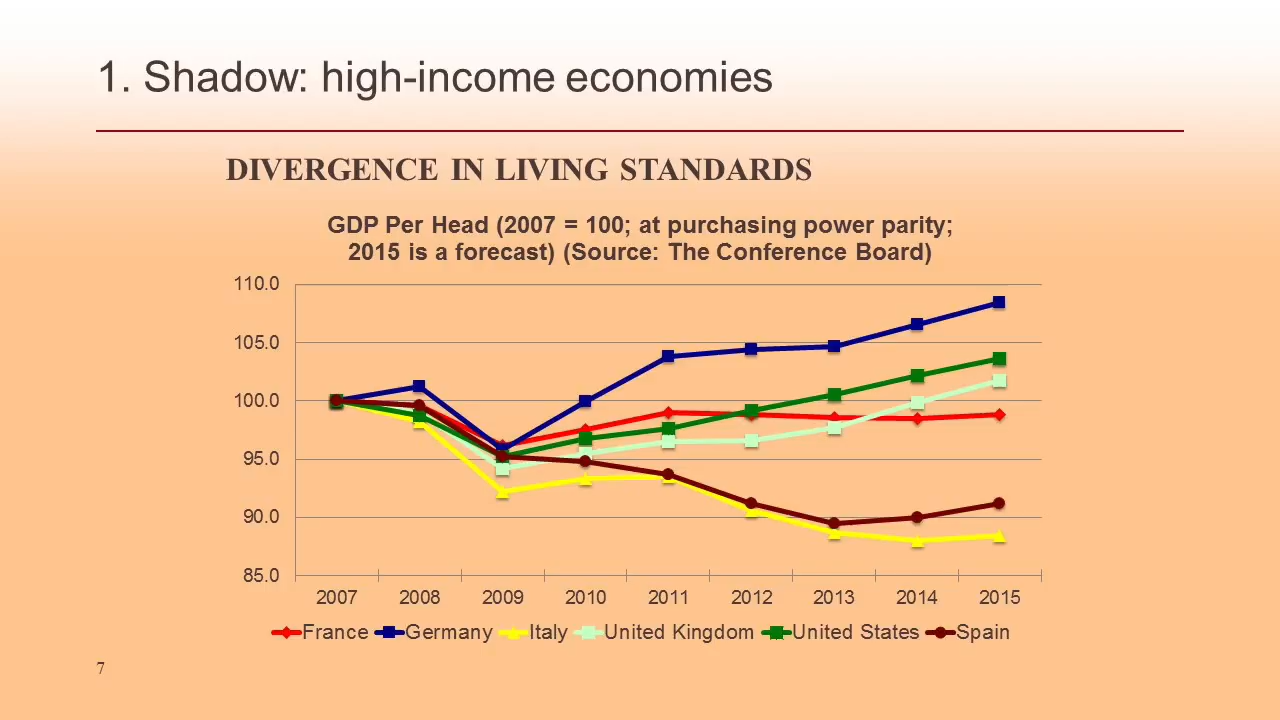 1. Shadow: high-income economies
DIVERGENCE IN LIVING STANDARDS
GDP Per Head (2007 = 100; at purchasing power parity;
2015 is a forecast) (Source: The Conference Board)
110.0
105.0
100.0
95.0
90.0
85.0
2007 2008 2009 2010 2011 2012 2013 2014 2015
France Germany Italy United Kingdom United States Spain
7